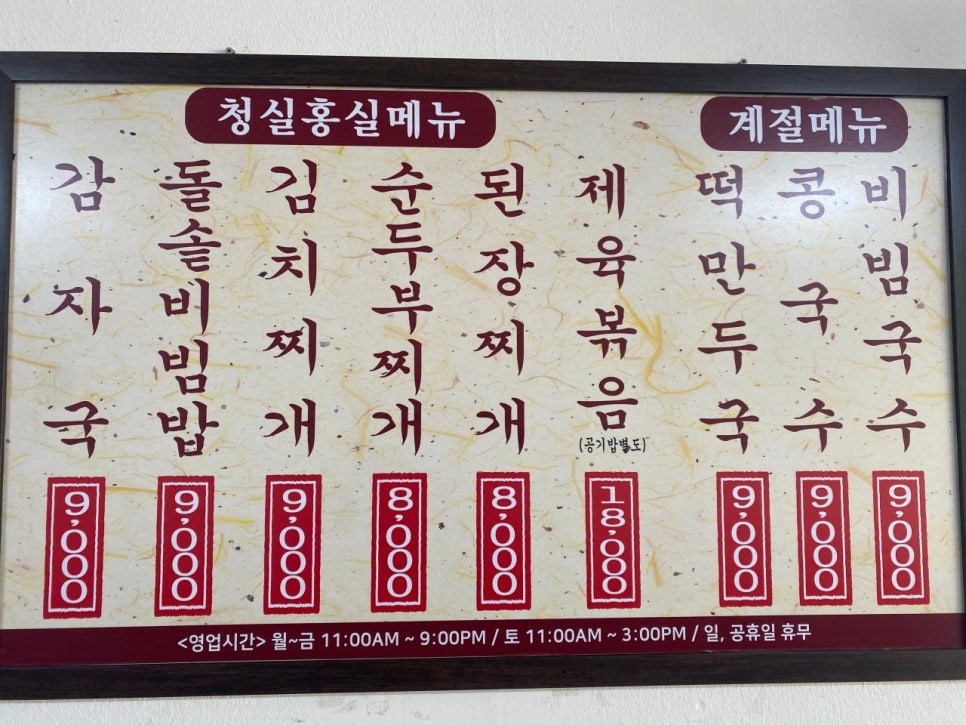 청실홍실메뉴
감자국
9,000
돌솥비빔밥
9,000
김치찌개
9,000
순두부찌개
8,000
된장찌개
8,000
제육볶음
(공기밥별도)
18,000
계절메뉴
떡만두국
9,000
콩국수
9,000
비빔국수
9,000
<영업시간> 월~금 11:00AM ~ 9:00PM / 토 11:00AM ~ 3:00PM / 일, 공휴일 휴무